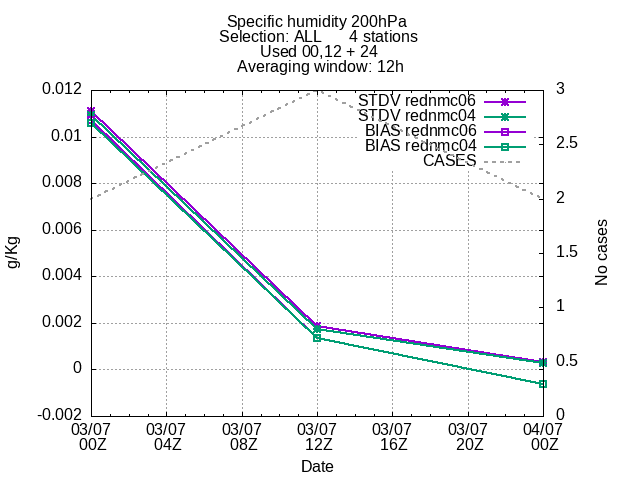 Specific humidity 200hPa
Selection: ALL      4 stations
Used 00,12 + 24
Averaging window: 12h
STDV rednmc06
STDV rednmc04
BIAS rednmc06
BIAS rednmc04
CASES
0.012
0.01
0.008
0.006
0.004
0.002
0
-0.002
g/Kg
3
2.5
2
1.5
1
0.5
0
No cases
03/07 03/07 03/07 03/07 03/07 03/07 04/07
00Z 04Z 08Z 12Z 16Z 20Z 00Z
Date